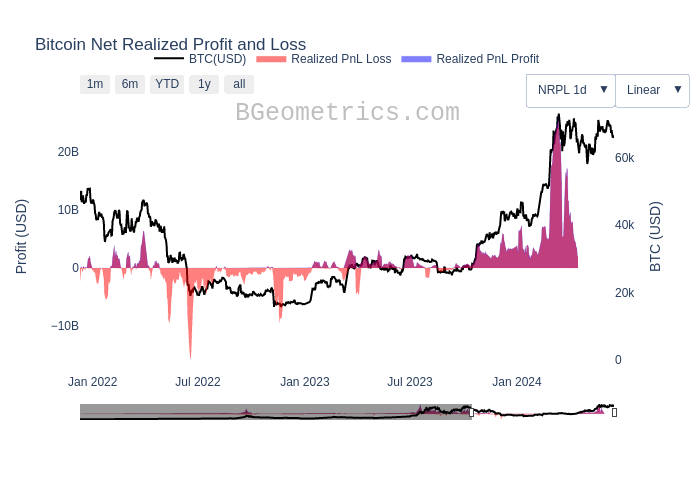 Bitcoin Net Realized Profit and Loss
BTC(USD) Realized PnL Loss Realized PnL Profit
1m 6m YTD 1y all
NRPL 1d ▼ Linear ▼
BGeometrics.com
20B
10B
0
−10B
Profit (USD)
60k
40k
20k
0
BTC (USD)
Jan 2022 Jul 2022 Jan 2023 Jul 2023 Jan 2024